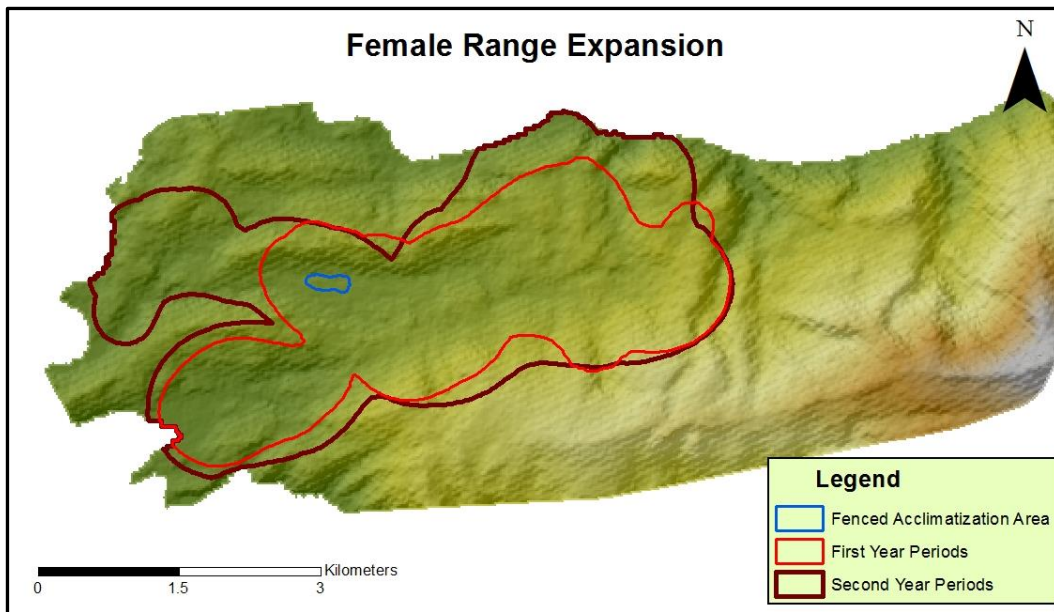 Female Range Expansion
N
Legend
Fenced Acclimatization Area
First Year Periods
Second Year Periods
Kilometers
0 1.5 3